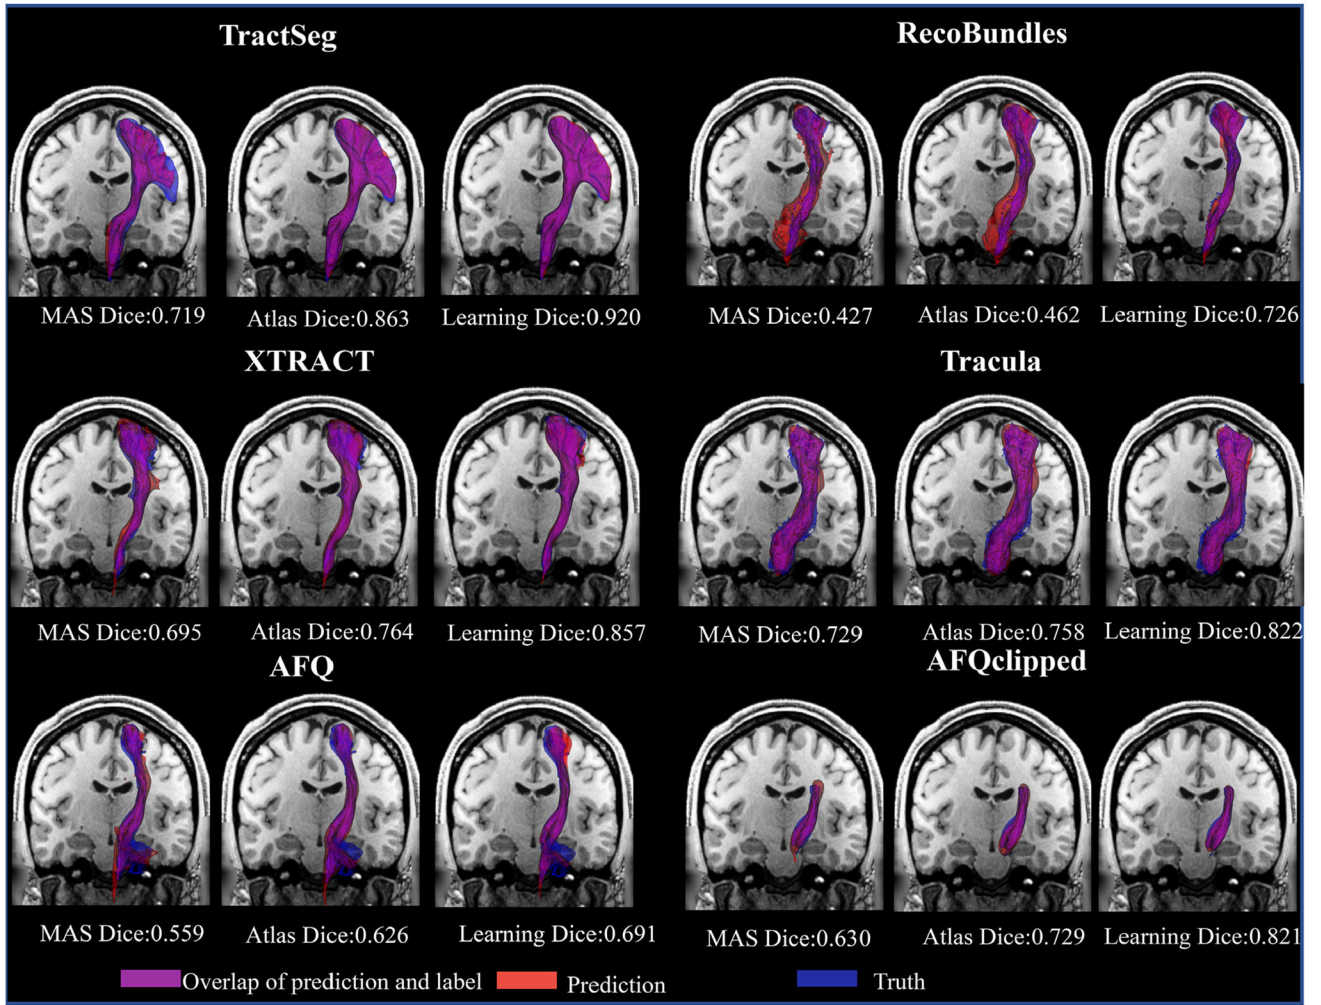 TractSeg
RecoBundles
MAS Dice:0.719
Atlas Dice:0.863
Learning Dice:0.920
MAS Dice:0.427
Atlas Dice:0.462
Learning Dice:0.726
XTRACT
Tracula
MAS Dice:0.695
Atlas Dice:0.764
Learning Dice:0.857
MAS Dice:0.729
Atlas Dice:0.758
Learning Dice:0.822
AFQ
AFQclipped
MAS Dice:0.559
Atlas Dice:0.626
Learning Dice:0.691
MAS Dice:0.630
Atlas Dice:0.729
Learning Dice:0.821
Overlap of prediction and label
Prediction
Truth